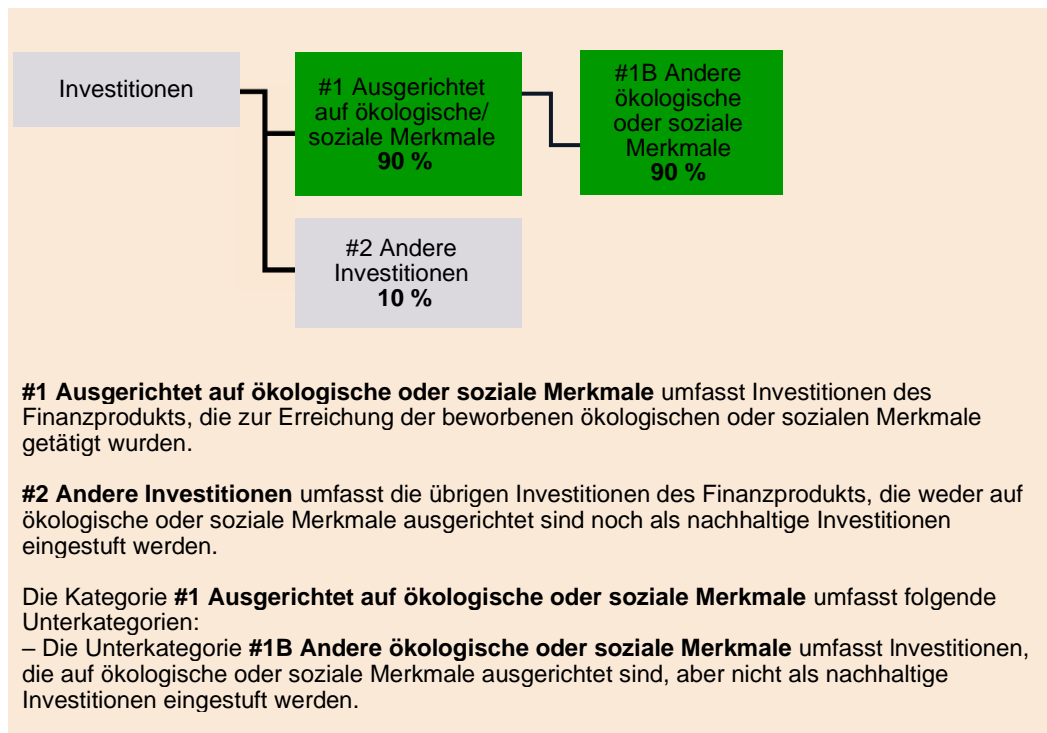 Investitionen
#1 Ausgerichtet
auf ökologische/
soziale Merkmale
90 %
#1B Andere
ökologische
oder soziale
Merkmale
90 %
#2 Andere
Investitionen
10 %
#1 Ausgerichtet auf ökologische oder soziale Merkmale umfasst Investitionen des
Finanzprodukts, die zur Erreichung der beworbenen ökologischen oder sozialen Merkmale
getätigt wurden.
#2 Andere Investitionen umfasst die übrigen Investitionen des Finanzprodukts, die weder auf
ökologische oder soziale Merkmale ausgerichtet sind noch als nachhaltige Investitionen
eingestuft werden.
Die Kategorie #1 Ausgerichtet auf ökologische oder soziale Merkmale umfasst folgende
Unterkategorien:
– Die Unterkategorie #1B Andere ökologische oder soziale Merkmale umfasst Investitionen,
die auf ökologische oder soziale Merkmale ausgerichtet sind, aber nicht als nachhaltige
Investitionen eingestuft werden.